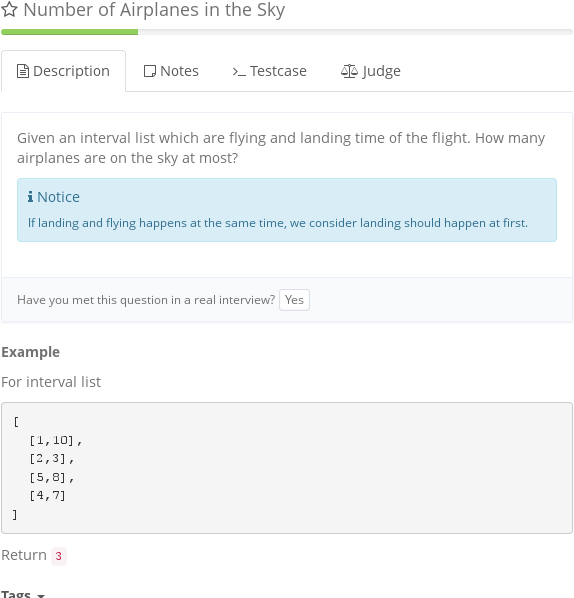 Number of Airplanes in the Sky
Description Notes >_ Testcase Judge
Given an interval list which are flying and landing time of the flight. How many
airplanes are on the sky at most?
Notice
If landing and flying happens at the same time, we consider landing should happen at first.
Have you met this question in a real interview? Yes
Example
For interval list
[
[1,10],
[2,3],
[5,8],
[4,7]
]
Return 3
Tags